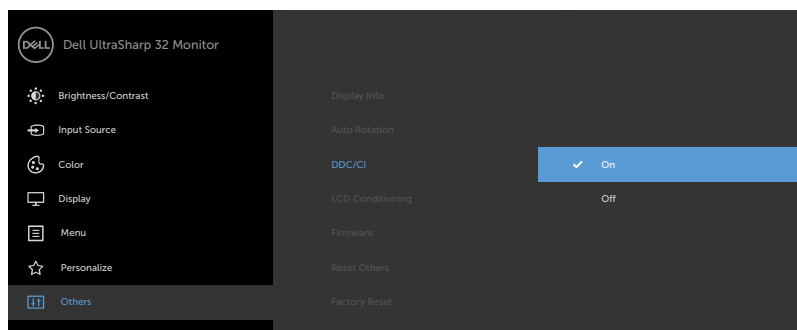 DELL
Dell UltraSharp 32 Monitor
Brightness/Contrast
Display Info
Input Source
Auto Rotation
Color
DDC/CI
On
Display
LCD Conditioning
Off
Menu
Firmware
Personalize
Reset Others
Others
Factory Reset